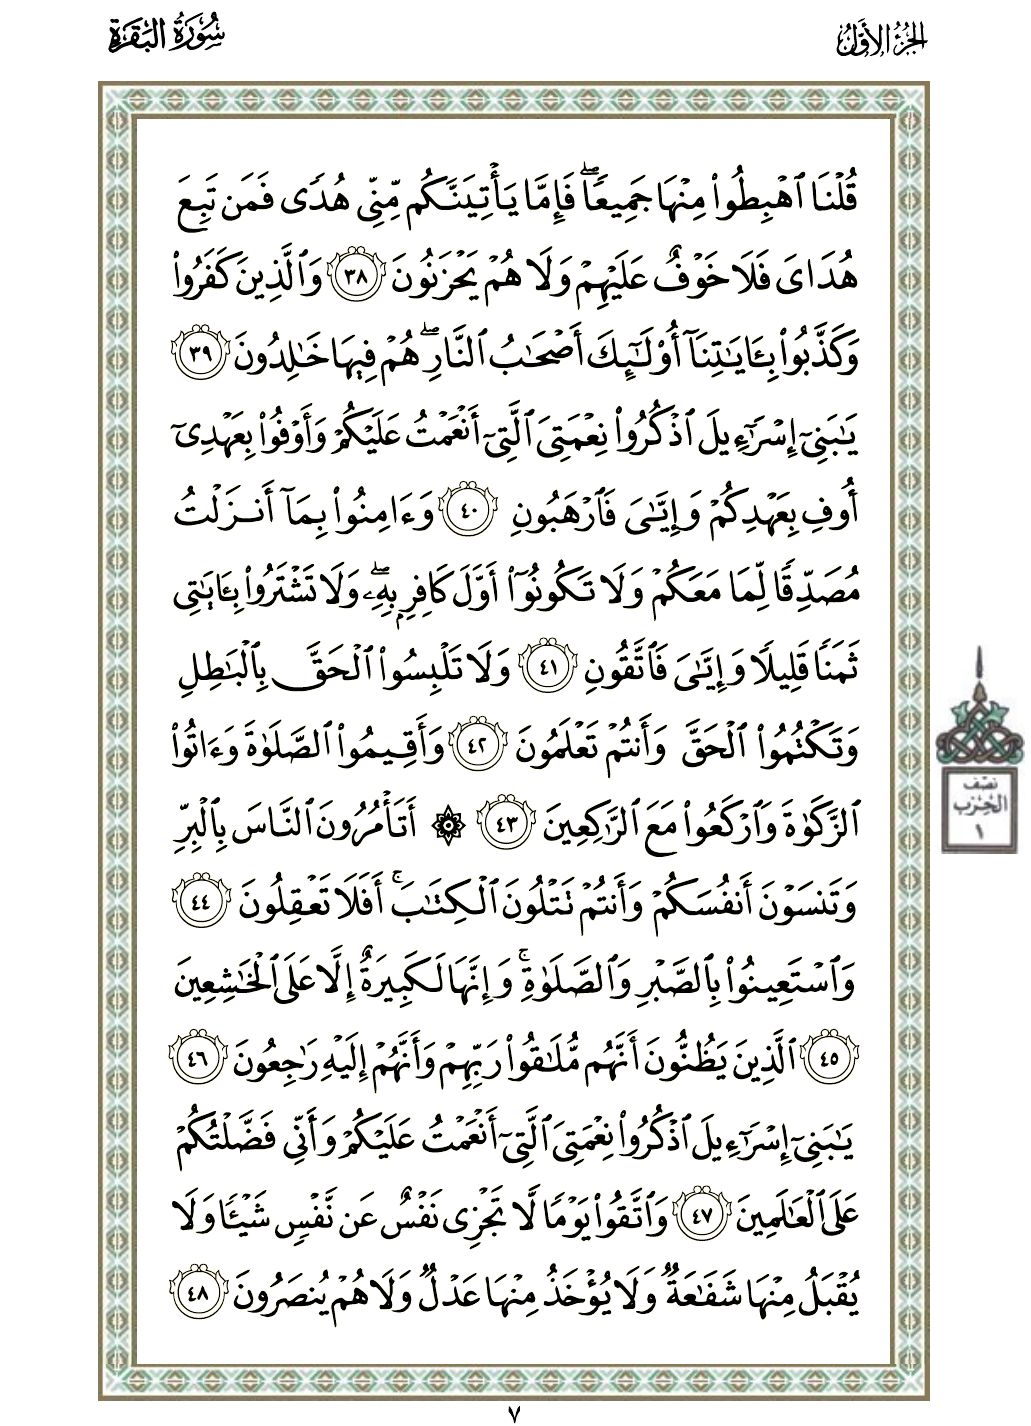 الجُزْءُ الأَوَّلُ
سُورَةُ البَقَرَةِ
قُلْنَا ٱهْبِطُوا۟ مِنْهَا جَمِيعًۭا ۖ فَإِمَّا يَأْتِيَنَّكُم مِّنِّى هُدًۭى فَمَن تَبِعَ
هُدَاىَ فَلَا خَوْفٌ عَلَيْهِمْ وَلَا هُمْ يَحْزَنُونَ ٣٨ وَٱلَّذِينَ كَفَرُوا۟
وَكَذَّبُوا۟ بِـَٔايَـٰتِنَآ أُو۟لَـٰٓئِكَ أَصْحَـٰبُ ٱلنَّارِ ۖ هُمْ فِيهَا خَـٰلِدُونَ ٣٩
يَـٰبَنِىٓ إِسْرَٰٓءِيلَ ٱذْكُرُوا۟ نِعْمَتِىَ ٱلَّتِىٓ أَنْعَمْتُ عَلَيْكُمْ وَأَوْفُوا۟ بِعَهْدِىٓ
أُوفِ بِعَهْدِكُمْ وَإِيَّـٰىَ فَٱرْهَبُونِ ٤٠ وَءَامِنُوا۟ بِمَآ أَنزَلْتُ
مُصَدِّقًۭا لِّمَا مَعَكُمْ وَلَا تَكُونُوٓا۟ أَوَّلَ كَافِرٍۭ بِهِۦ ۖ وَلَا تَشْتَرُوا۟ بِـَٔايَـٰتِى
ثَمَنًۭا قَلِيلًۭا وَإِيَّـٰىَ فَٱتَّقُونِ ٤١ وَلَا تَلْبِسُوا۟ ٱلْحَقَّ بِٱلْبَـٰطِلِ
وَتَكْتُمُوا۟ ٱلْحَقَّ وَأَنتُمْ تَعْلَمُونَ ٤٢ وَأَقِيمُوا۟ ٱلصَّلَوٰةَ وَءَاتُوا۟
ٱلزَّكَوٰةَ وَٱرْكَعُوا۟ مَعَ ٱلرَّٰكِعِينَ ٤٣ ۞ أَتَأْمُرُونَ ٱلنَّاسَ بِٱلْبِرِّ
وَتَنسَوْنَ أَنفُسَكُمْ وَأَنتُمْ تَتْلُونَ ٱلْكِتَـٰبَ ۚ أَفَلَا تَعْقِلُونَ ٤٤
وَٱسْتَعِينُوا۟ بِٱلصَّبْرِ وَٱلصَّلَوٰةِ ۚ وَإِنَّهَا لَكَبِيرَةٌ إِلَّا عَلَى ٱلْخَـٰشِعِينَ
٤٥ ٱلَّذِينَ يَظُنُّونَ أَنَّهُم مُّلَـٰقُوا۟ رَبِّهِمْ وَأَنَّهُمْ إِلَيْهِ رَٰجِعُونَ ٤٦
يَـٰبَنِىٓ إِسْرَٰٓءِيلَ ٱذْكُرُوا۟ نِعْمَتِىَ ٱلَّتِىٓ أَنْعَمْتُ عَلَيْكُمْ وَأَنِّى فَضَّلْتُكُمْ
عَلَى ٱلْعَـٰلَمِينَ ٤٧ وَٱتَّقُوا۟ يَوْمًۭا لَّا تَجْزِى نَفْسٌ عَن نَّفْسٍۢ شَيْـًۭٔا وَلَا
يُقْبَلُ مِنْهَا شَفَـٰعَةٌۭ وَلَا يُؤْخَذُ مِنْهَا عَدْلٌۭ وَلَا هُمْ يُنصَرُونَ ٤٨
نصف
الحزب
١
٧